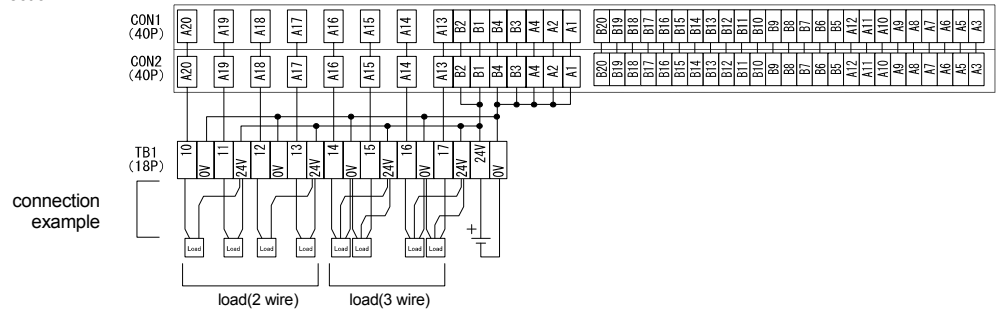 CON1 (40P) A20 A19 A18 A17 A16 A15 A14 A13 B2 B1 B4 B3 A4 A2 A1 B20 B19 B18 B17 B16 B15 B14 B13 B12 B11 B10 B9 B8 B7 B6 B5 A12 A11 A10 A9 A8 A7 A6 A5 A3
CON2 (40P) A20 A19 A18 A17 A16 A15 A14 A13 B2 B1 B4 B3 A4 A2 A1 B20 B19 B18 B17 B16 B15 B14 B13 B12 B11 B10 B9 B8 B7 B6 B5 A12 A11 A10 A9 A8 A7 A6 A5 A3
TB1 (18P) 10 0V 11 24V 12 0V 13 24V 14 0V 15 24V 16 0V 17 24V 24V 0V
connection
example
+
Load Load Load Load Load Load Load Load
load(2 wire) load(3 wire)